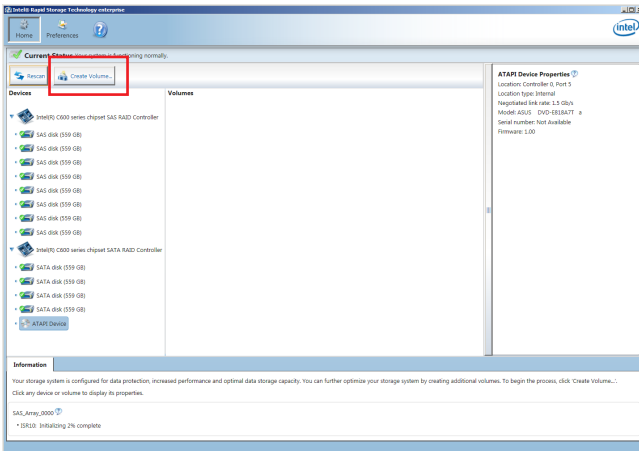 Intel® Rapid Storage Technology enterprise
Home
Preferences
intel
Current Status Your system is functioning normally.
Rescan
Create Volume...
Devices
Volumes
Intel(R) C600 series chipset SAS RAID Controller
SAS disk (559 GB)
SAS disk (559 GB)
SAS disk (559 GB)
SAS disk (559 GB)
SAS disk (559 GB)
SAS disk (559 GB)
SAS disk (559 GB)
SAS disk (559 GB)
Intel(R) C600 series chipset SATA RAID Controller
SATA disk (559 GB)
SATA disk (559 GB)
SATA disk (559 GB)
SATA disk (559 GB)
ATAPI Device
ATAPI Device Properties ?
Location: Controller 0, Port 5
Location type: Internal
Negotiated link rate: 1.5 Gb/s
Model: ASUS DVD-E818A7T a
Serial number: Not Available
Firmware: 1.00
Information
Your storage system is configured for data protection, increased performance and optimal data storage capacity. You can further optimize your storage system by creating additional volumes. To begin the process, click 'Create Volume...'.
Click any device or volume to display its properties.
SAS_Array_0000 ?
ISR10: Initializing 2% complete